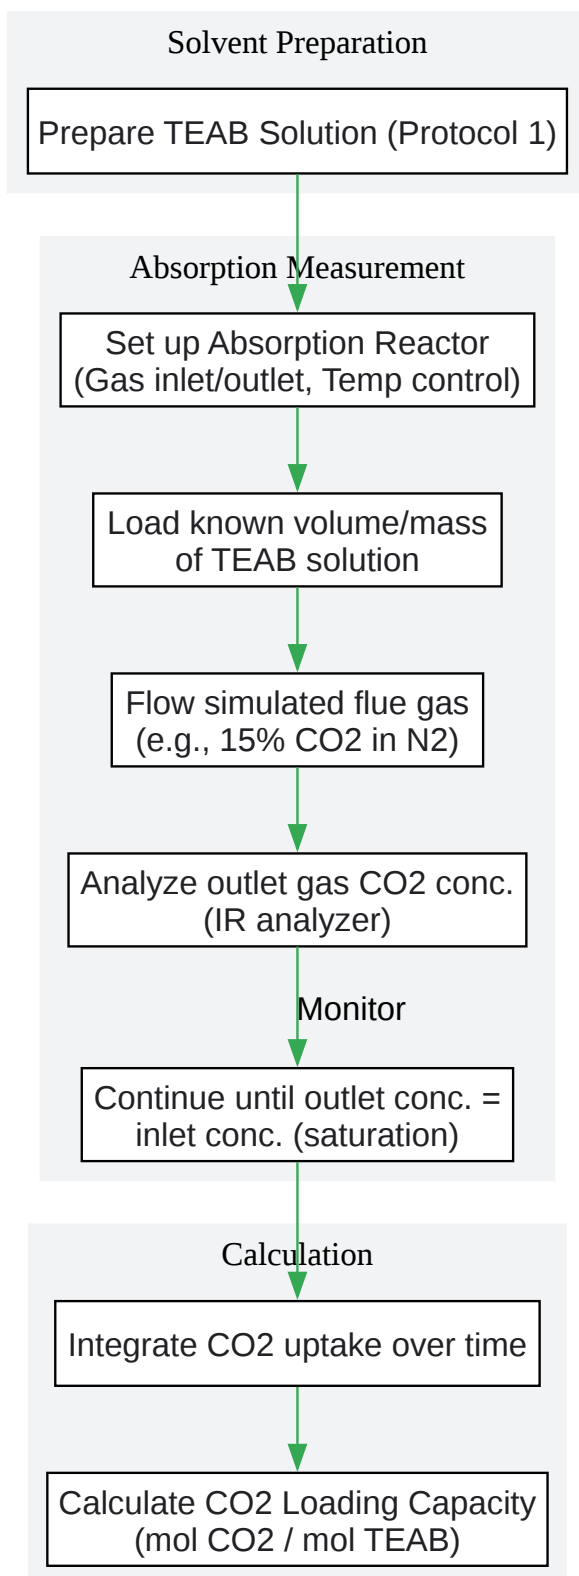 Solvent Preparation
Prepare TEAB Solution (Protocol 1)
Absorption Measurement
Set up Absorption Reactor
(Gas inlet/outlet, Temp control)
Load known volume/mass
of TEAB solution
Flow simulated flue gas
(e.g., 15% CO2 in N2)
Analyze outlet gas CO2 conc.
(IR analyzer)
Monitor
Continue until outlet conc. =
inlet conc. (saturation)
Calculation
Integrate CO2 uptake over time
Calculate CO2 Loading Capacity
(mol CO2 / mol TEAB)